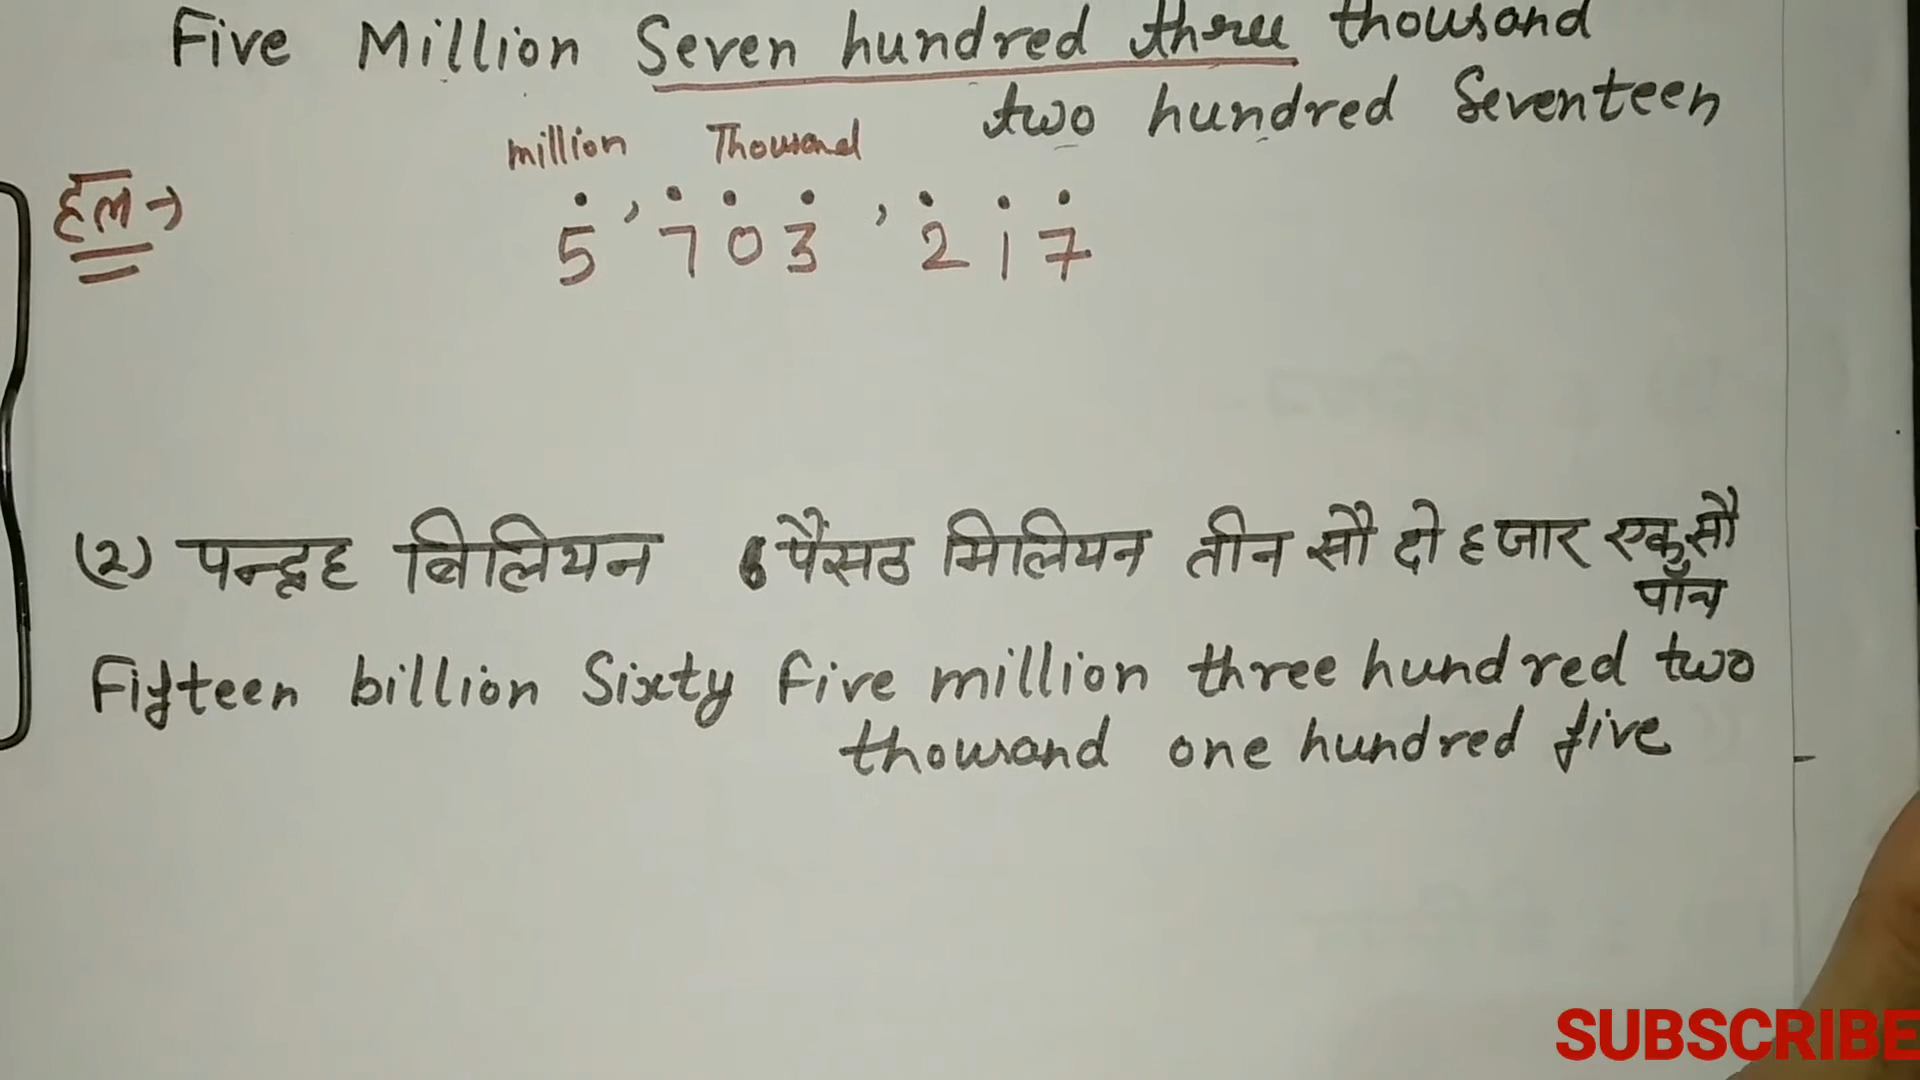 Five Million Seven hundred three thousand
two hundred Seventeen
million Thousand
हल →
5, 703, 217
(२) पन्द्रह बिलियन पैंसठ मिलियन तीन सौ दो हजार एक सौ
पाँच
Fifteen billion Sixty five million three hundred two
thousand one hundred five
SUBSCRIBE